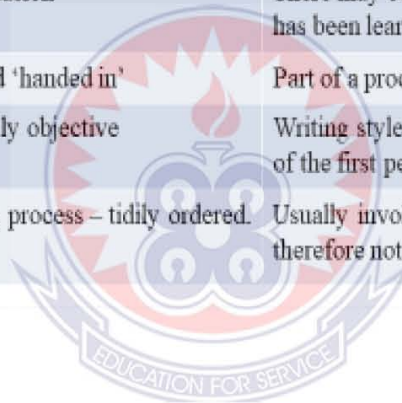 has been lear
d ‘handed in’ Part of a proc
ly objective Writing style
of the first pe
process – tidily ordered. Usually invo
therefore not
EDUCATION FOR SERVICE